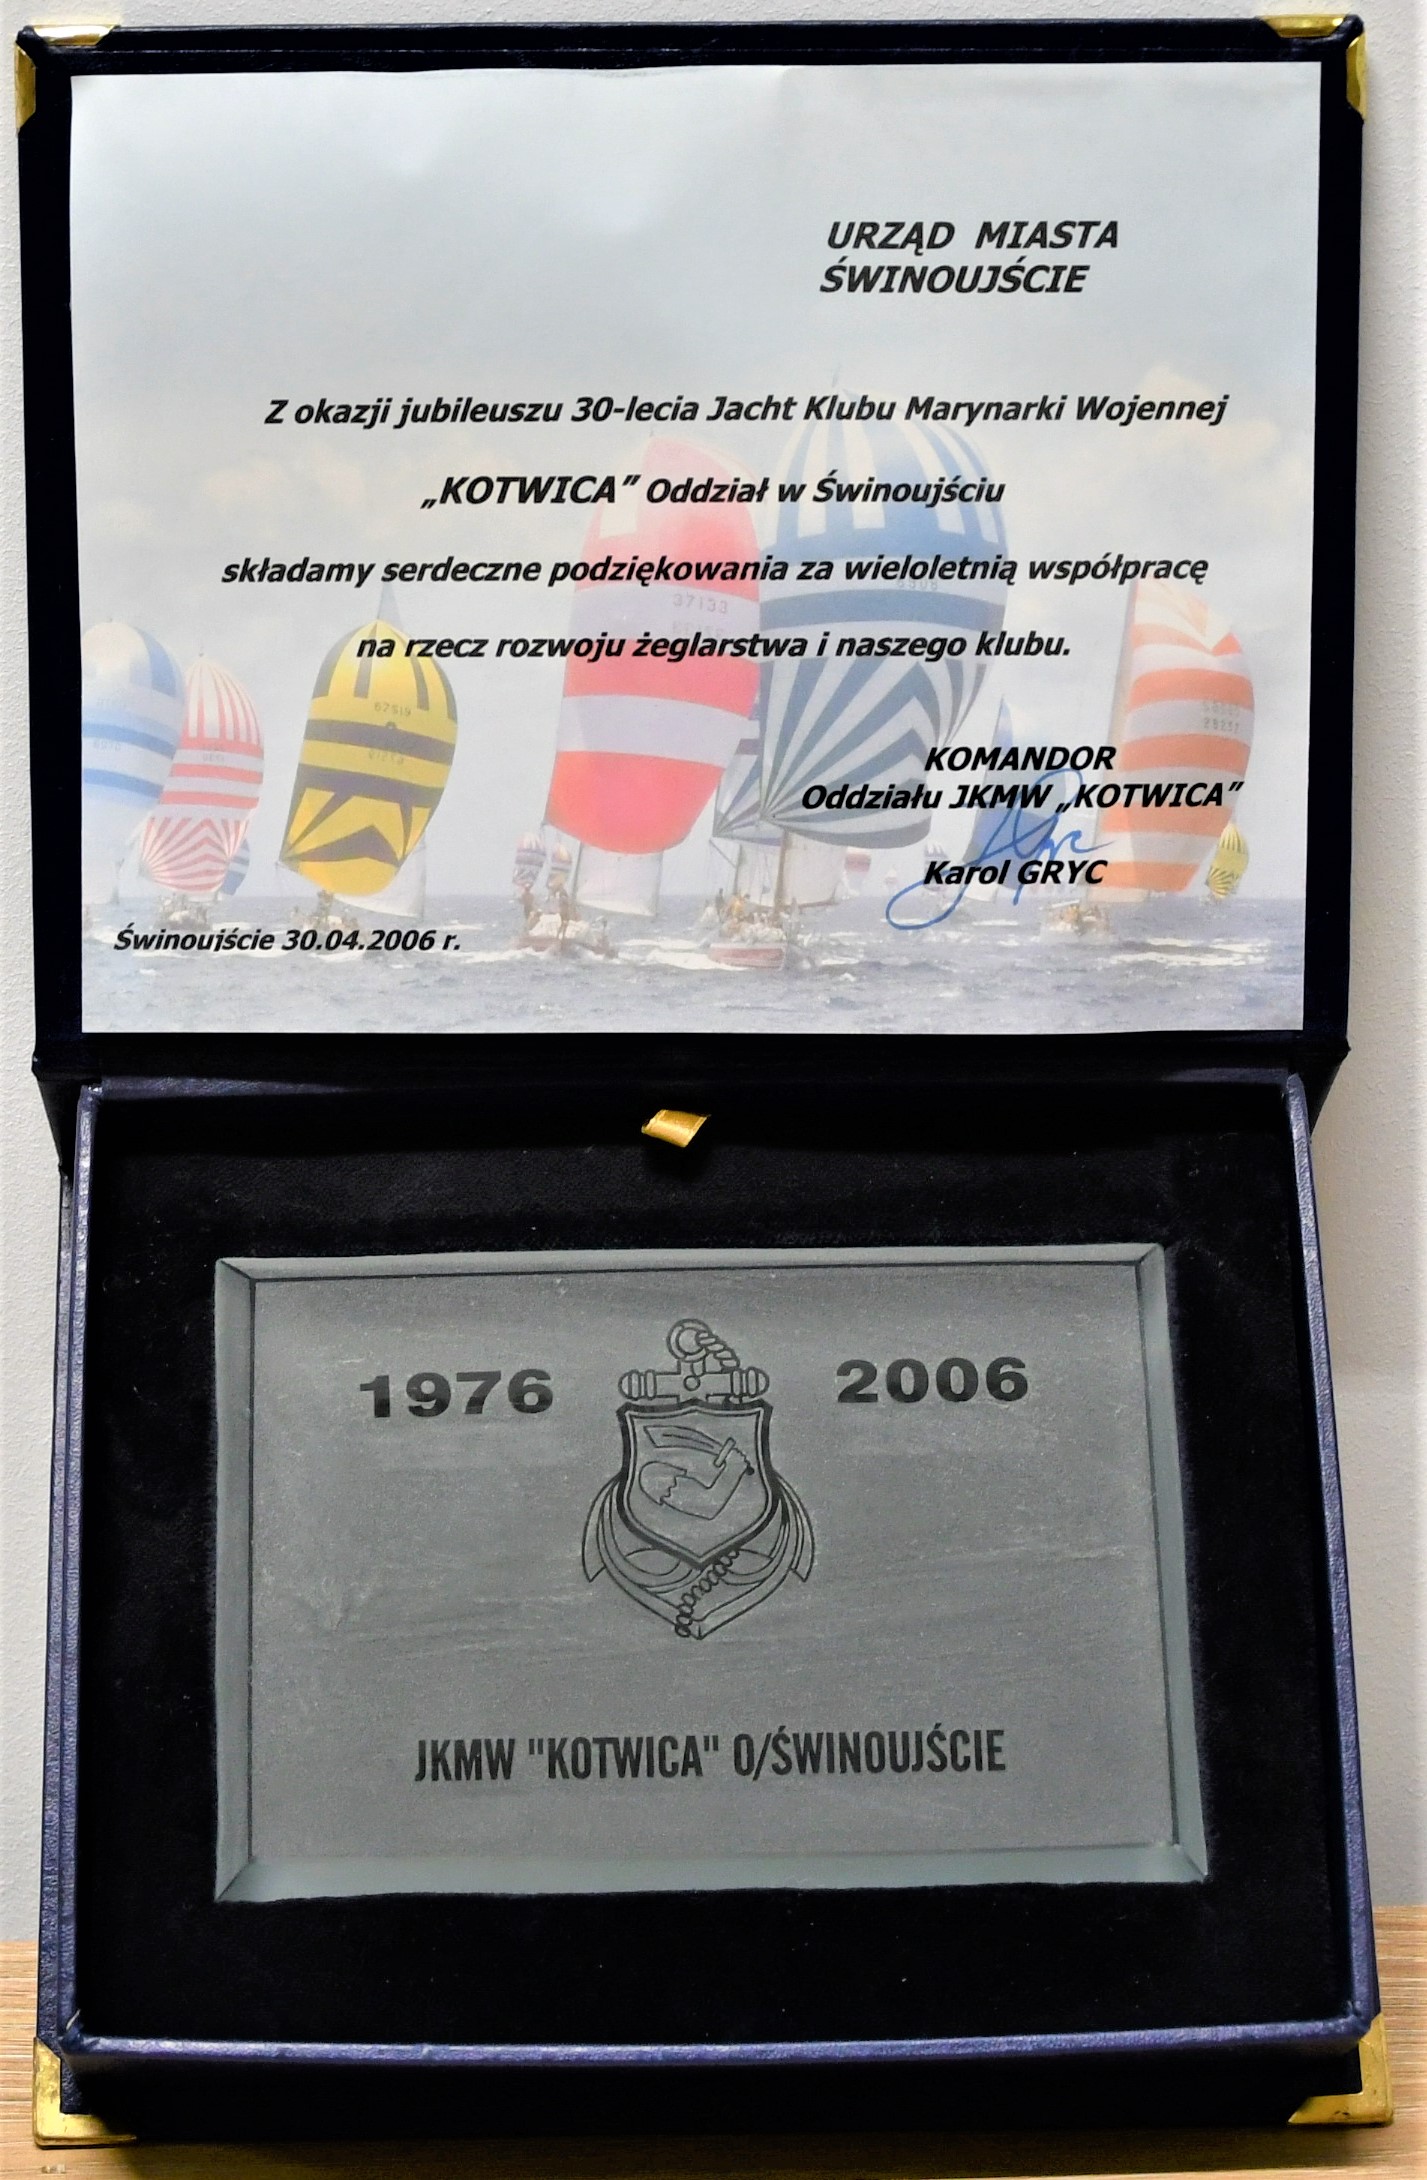 URZĄD MIASTA
ŚWINOUJŚCIE
Z okazji jubileuszu 30-lecia Jacht Klubu Marynarki Wojennej
„KOTWICA” Oddział w Świnoujściu
składamy serdeczne podziękowania za wieloletnią współpracę
na rzecz rozwoju żeglarstwa i naszego klubu.
KOMANDOR
Oddziału JKMW „KOTWICA”
Karol GRYC
Świnoujście 30.04.2006 r.
37133
67519
1976
2006
JKMW "KOTWICA" O/ŚWINOUJŚCIE